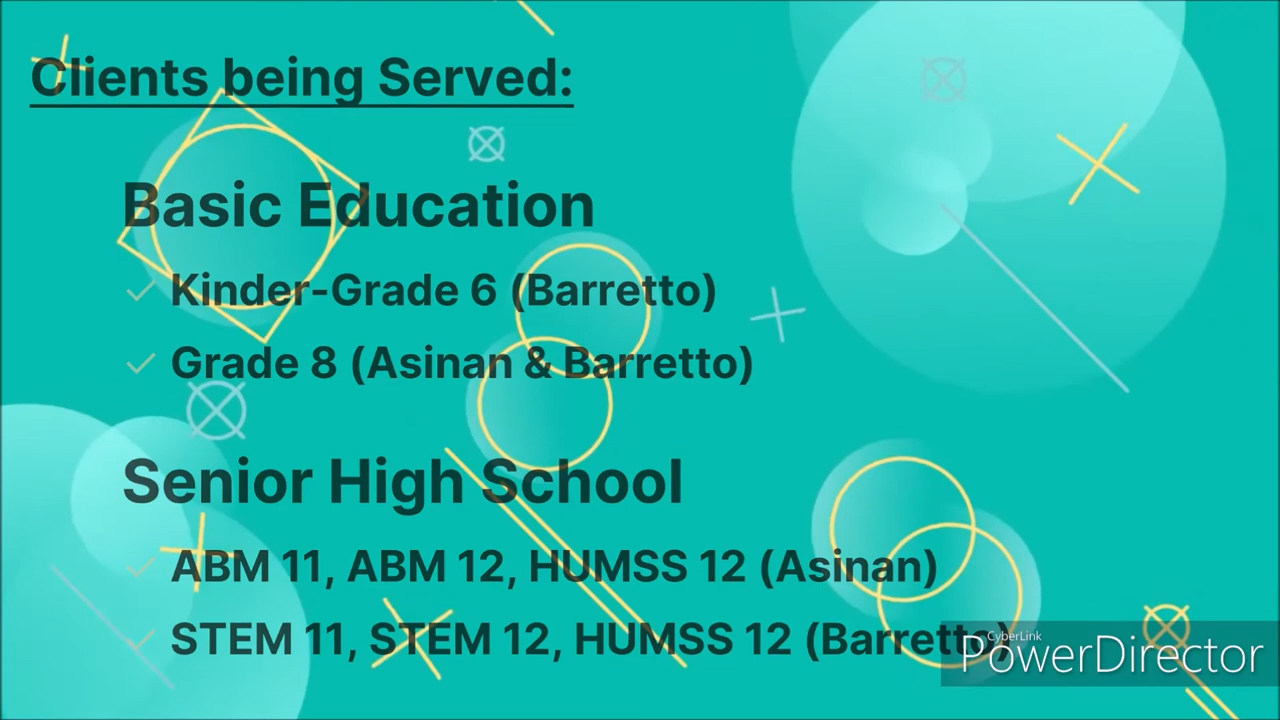 Clients being Served:
Basic Education
Kinder-Grade 6 (Barretto)
Grade 8 (Asinan & Barretto)
Senior High School
ABM 11, ABM 12, HUMSS 12 (Asinan)
STEM 11, STEM 12, HUMSS 12 (Barretto)
CyberLink
PowerDirector